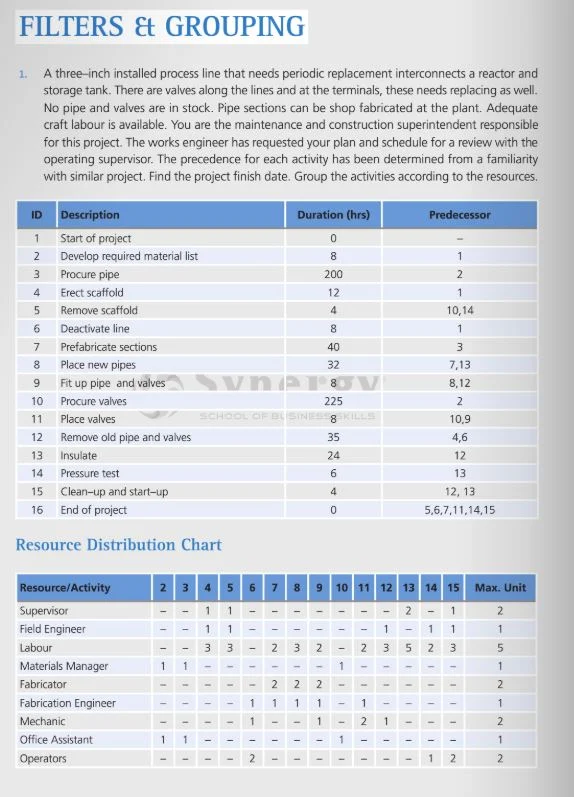 FILTERS & GROUPING
1. A three–inch installed process line that needs periodic replacement interconnects a reactor and
storage tank. There are valves along the lines and at the terminals, these needs replacing as well.
No pipe and valves are in stock. Pipe sections can be shop fabricated at the plant. Adequate
craft labour is available. You are the maintenance and construction superintendent responsible
for this project. The works engineer has requested your plan and schedule for a review with the
operating supervisor. The precedence for each activity has been determined from a familiarity
with similar project. Find the project finish date. Group the activities according to the resources.
ID Description Duration (hrs) Predecessor
1 Start of project 0 –
2 Develop required material list 8 1
3 Procure pipe 200 2
4 Erect scaffold 12 1
5 Remove scaffold 4 10,14
6 Deactivate line 8 1
7 Prefabricate sections 40 3
8 Place new pipes 32 7,13
9 Fit up pipe and valves 8 8,12
Synergy
10 Procure valves 225 2
SCHOOL OF BUSINESS SKILLS
11 Place valves 8 10,9
12 Remove old pipe and valves 35 4,6
13 Insulate 24 12
14 Pressure test 6 13
15 Clean–up and start–up 4 12, 13
16 End of project 0 5,6,7,11,14,15
Resource Distribution Chart
Resource/Activity 2 3 4 5 6 7 8 9 10 11 12 13 14 15 Max. Unit
Supervisor – – 1 1 – – – – – – – 2 – 1 2
Field Engineer – – 1 1 – – – – – – 1 – 1 1 1
Labour – – 3 3 – 2 3 2 – 2 3 5 2 3 5
Materials Manager 1 1 – – – – – – 1 – – – – – 1
Fabricator – – – – – 2 2 2 – – – – – – 2
Fabrication Engineer – – – – 1 1 1 1 – 1 – – – – 1
Mechanic – – – – 1 – – 1 – 2 1 – – – 2
Office Assistant 1 1 – – – – – – 1 – – – – – 1
Operators – – – – 2 – – – – – – – 1 2 2